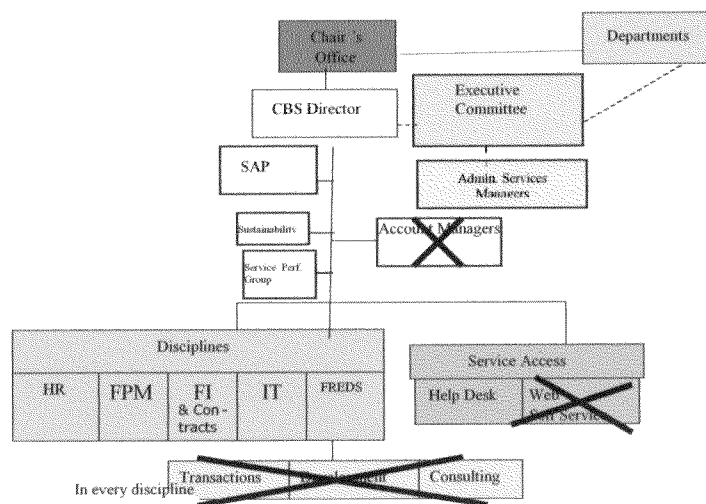 Chair 's
Office
Departments
CBS Director
Executive
Committee
SAP
Admin. Services
Managers
Sustainability
Account Managers
Service Perf.
Group
Disciplines
HR
FPM
FI
& Con -
tracts
IT
FREDS
Service Access
Help Desk
Web
Self Service
Transactions
Consulting
In every discipline